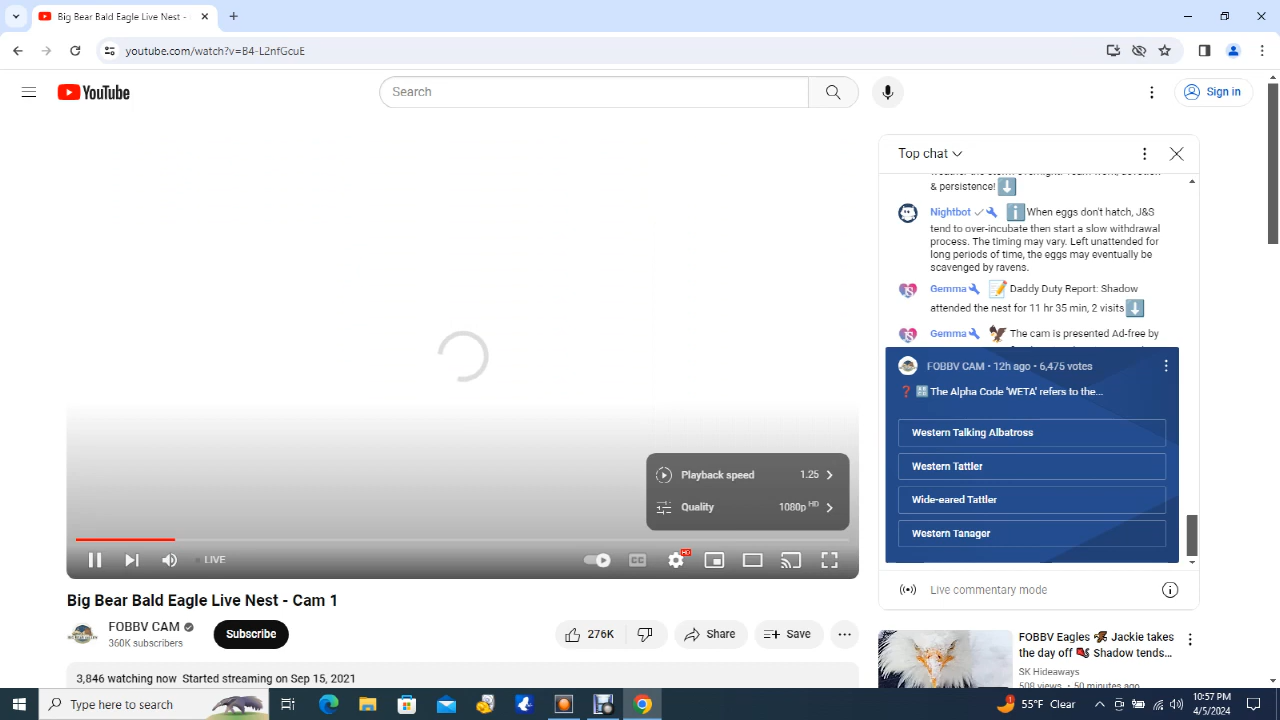 Big Bear Bald Eagle Live Nest -
youtube.com/watch?v=B4-L2nfGcuE
YouTube
Search
Sign in
Top chat
& persistence!
Nightbot When eggs don't hatch, J&S
tend to over-incubate then start a slow withdrawal
process. The timing may vary. Left unattended for
long periods of time, the eggs may eventually be
scavenged by ravens.
Gemma Daddy Duty Report: Shadow
attended the nest for 11 hr 35 min, 2 visits
Gemma The cam is presented Ad-free by
FOBBV CAM • 12h ago • 6,475 votes
The Alpha Code 'WETA' refers to the...
Western Talking Albatross
Western Tattler
Wide-eared Tattler
Western Tanager
Live commentary mode
Playback speed 1.25
Quality 1080p HD
LIVE
CC
HD
Big Bear Bald Eagle Live Nest - Cam 1
FOBBV CAM
360K subscribers
Subscribe
276K
Share
Save
3,846 watching now Started streaming on Sep 15, 2021
FOBBV Eagles Jackie takes
the day off Shadow tends...
SK Hideaways
508 views • 50 minutes ago
Type here to search
55°F Clear
10:57 PM
4/5/2024